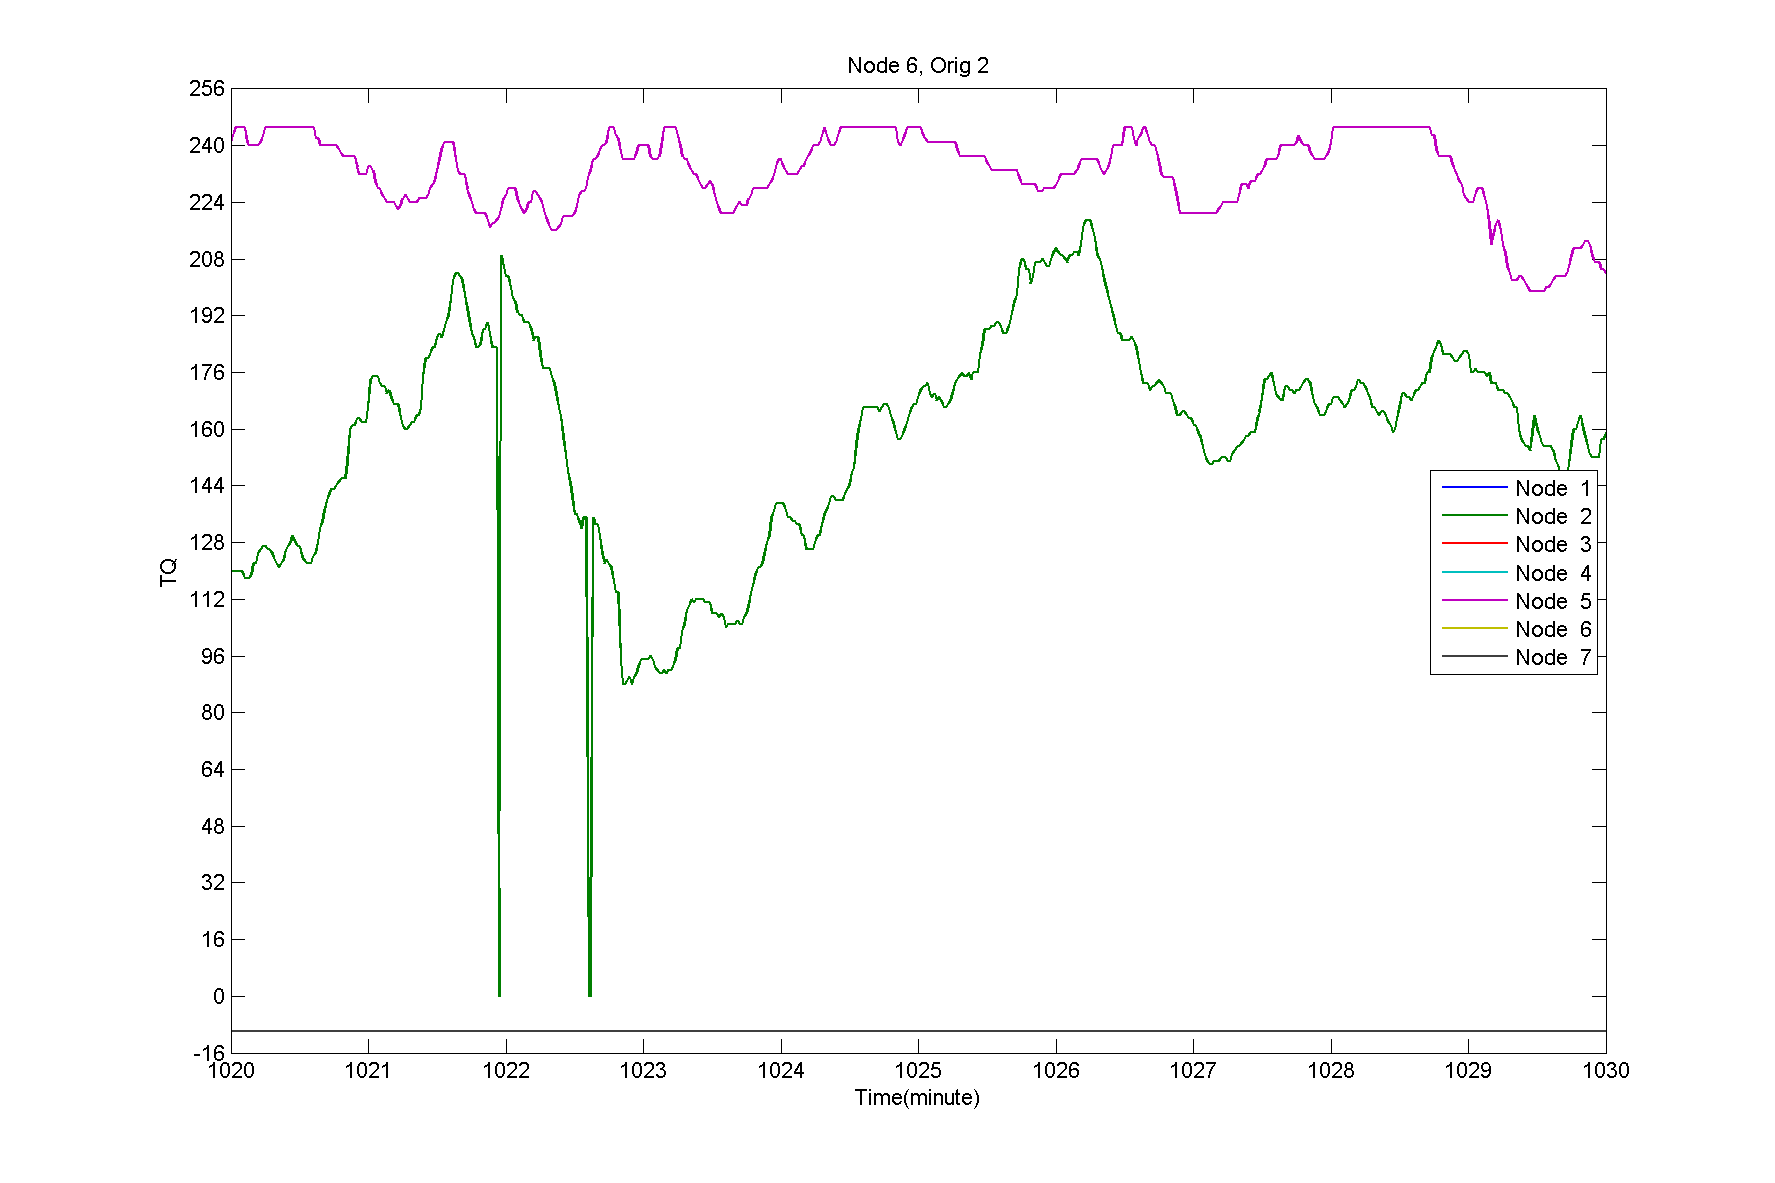 Node 6, Orig 2
256
240
224
208
192
176
160
144
128
112
96
80
64
48
32
16
0
-16
TQ
Node 1
Node 2
Node 3
Node 4
Node 5
Node 6
Node 7
1020 1021 1022 1023 1024 1025 1026 1027 1028 1029 1030
Time(minute)